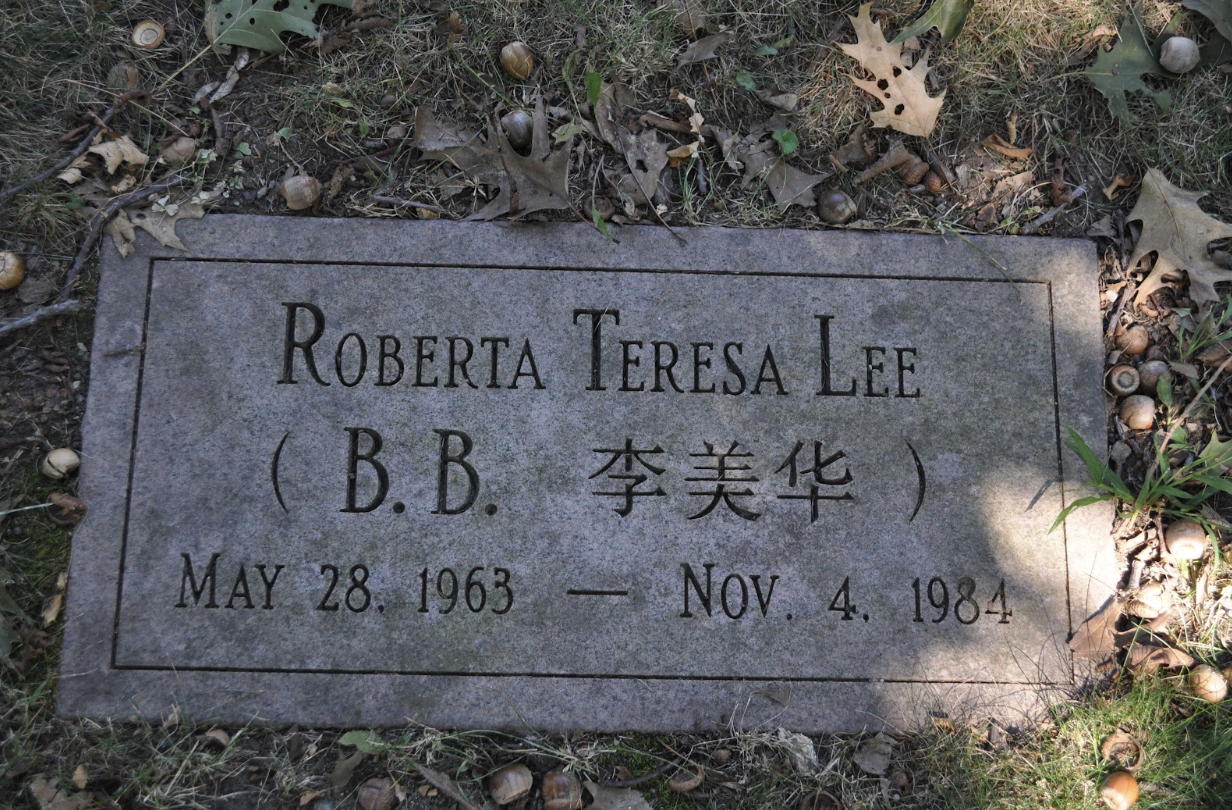 ROBERTA TERESA LEE
( B. B. 李美华 )
MAY 28, 1963 — NOV. 4, 1984